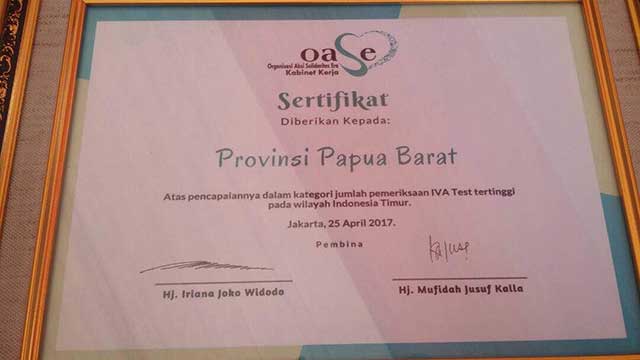 oase
Organisasi Aksi Solidaritas Era
Kabinet Kerja
Sertifikat
Diberikan Kepada:
Provinsi Papua Barat
Atas pencapaiannya dalam kategori jumlah pemeriksaan IVA Test tertinggi
pada wilayah Indonesia Timur.
Jakarta, 25 April 2017.
Pembina
Hj. Iriana Joko Widodo
Hj. Mufidah Jusuf Kalla